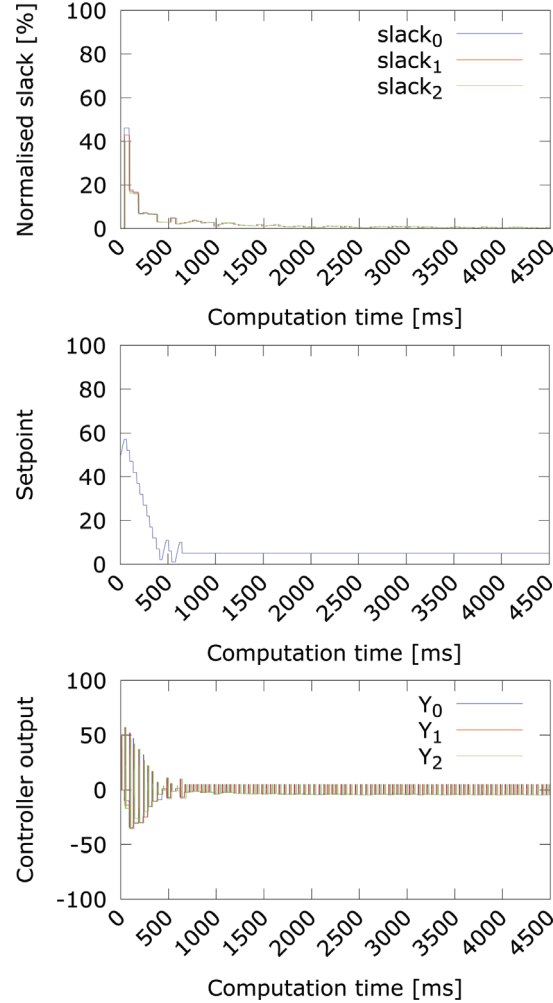 Normalised slack [%]
100
80
60
40
20
0
slack0
slack1
slack2
0 500 1000 1500 2000 2500 3000 3500 4000 4500
Computation time [ms]
Setpoint
100
80
60
40
20
0
0 500 1000 1500 2000 2500 3000 3500 4000 4500
Computation time [ms]
Controller output
100
50
0
-50
-100
Y0
Y1
Y2
0 500 1000 1500 2000 2500 3000 3500 4000 4500
Computation time [ms]